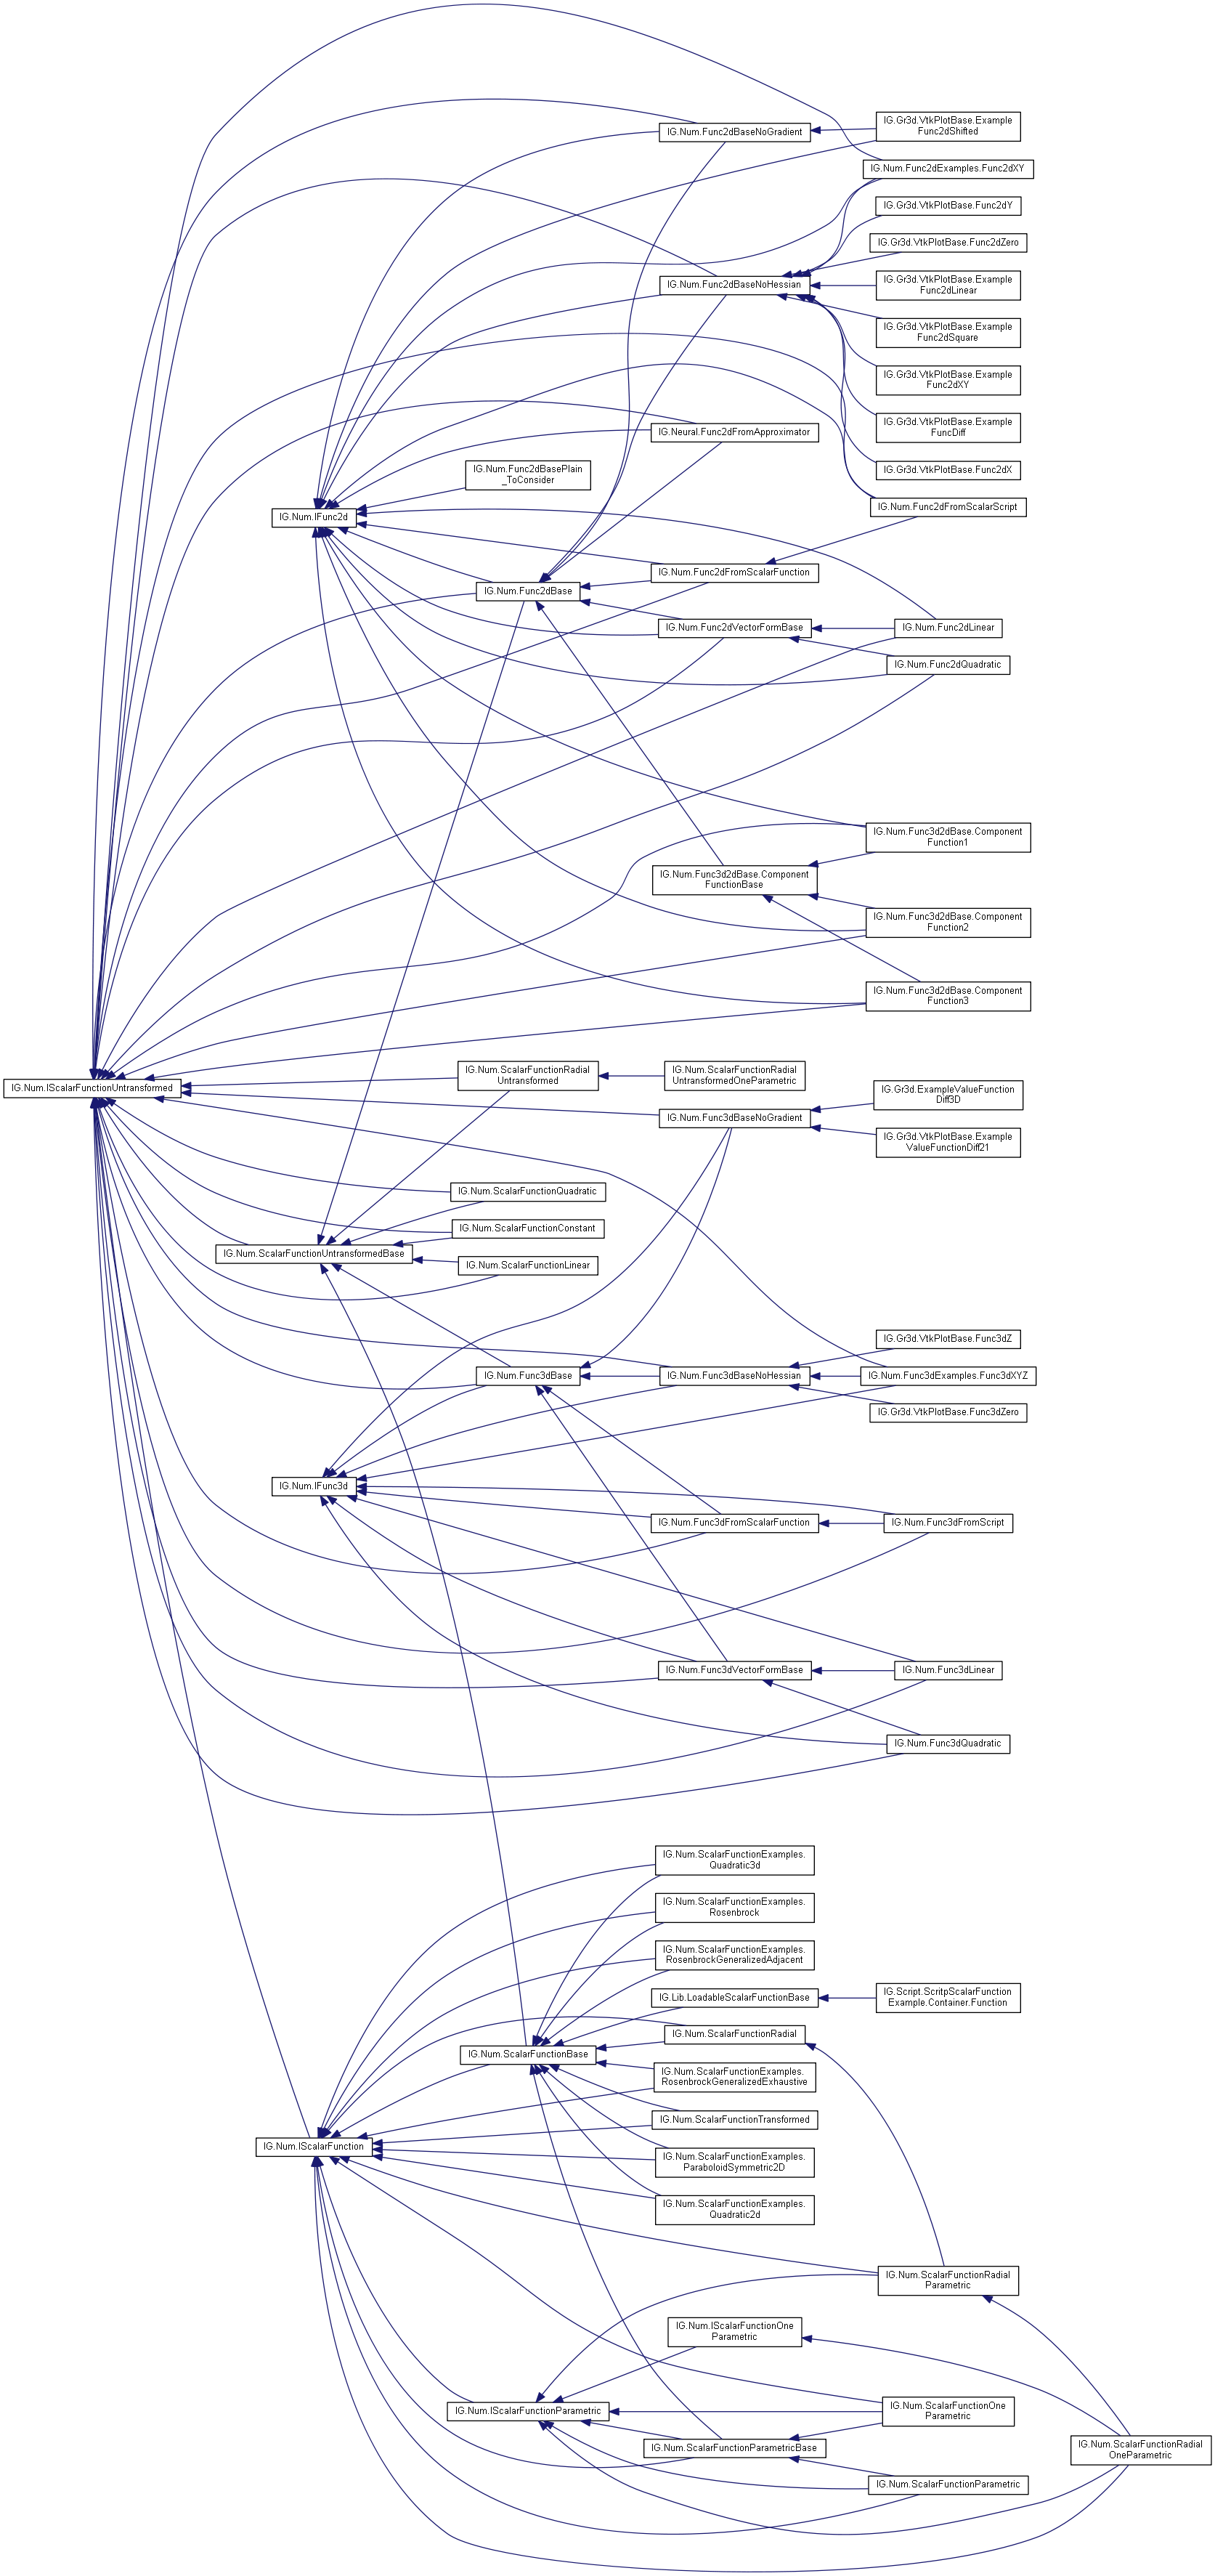 IG.Num.Func2dBaseNoGradient
IG.Gr3d.VtkPlotBase.Example
Func2dShifted
IG.Num.Func2dExamples.Func2dXY
IG.Gr3d.VtkPlotBase.Func2dY
IG.Gr3d.VtkPlotBase.Func2dZero
IG.Num.Func2dBaseNoHessian
IG.Gr3d.VtkPlotBase.Example
Func2dLinear
IG.Gr3d.VtkPlotBase.Example
Func2dSquare
IG.Gr3d.VtkPlotBase.Example
Func2dXY
IG.Gr3d.VtkPlotBase.Example
FuncDiff
IG.Neural.Func2dFromApproximator
IG.Num.Func2dBasePlain
_ToConsider
IG.Gr3d.VtkPlotBase.Func2dX
IG.Num.Func2dFromScalarScript
IG.Num.IFunc2d
IG.Num.Func2dFromScalarFunction
IG.Num.Func2dBase
IG.Num.Func2dVectorFormBase
IG.Num.Func2dLinear
IG.Num.Func2dQuadratic
IG.Num.Func3d2dBase.Component
Function1
IG.Num.Func3d2dBase.Component
FunctionBase
IG.Num.Func3d2dBase.Component
Function2
IG.Num.Func3d2dBase.Component
Function3
IG.Num.IScalarFunctionUntransformed
IG.Num.ScalarFunctionRadial
Untransformed
IG.Num.ScalarFunctionRadial
UntransformedOneParametric
IG.Gr3d.ExampleValueFunction
Diff3D
IG.Num.Func3dBaseNoGradient
IG.Gr3d.VtkPlotBase.Example
ValueFunctionDiff21
IG.Num.ScalarFunctionQuadratic
IG.Num.ScalarFunctionConstant
IG.Num.ScalarFunctionUntransformedBase
IG.Num.ScalarFunctionLinear
IG.Gr3d.VtkPlotBase.Func3dZ
IG.Num.Func3dBase
IG.Num.Func3dBaseNoHessian
IG.Num.Func3dExamples.Func3dXYZ
IG.Gr3d.VtkPlotBase.Func3dZero
IG.Num.IFunc3d
IG.Num.Func3dFromScalarFunction
IG.Num.Func3dFromScript
IG.Num.Func3dVectorFormBase
IG.Num.Func3dLinear
IG.Num.Func3dQuadratic
IG.Num.ScalarFunctionExamples.
Quadratic3d
IG.Num.ScalarFunctionExamples.
Rosenbrock
IG.Num.ScalarFunctionExamples.
RosenbrockGeneralizedAdjacent
IG.Lib.LoadableScalarFunctionBase
IG.Script.ScritpScalarFunction
Example.Container.Function
IG.Num.ScalarFunctionRadial
IG.Num.ScalarFunctionBase
IG.Num.ScalarFunctionExamples.
RosenbrockGeneralizedExhaustive
IG.Num.ScalarFunctionTransformed
IG.Num.IScalarFunction
IG.Num.ScalarFunctionExamples.
ParaboloidSymmetric2D
IG.Num.ScalarFunctionExamples.
Quadratic2d
IG.Num.ScalarFunctionRadial
Parametric
IG.Num.IScalarFunctionOne
Parametric
IG.Num.IScalarFunctionParametric
IG.Num.ScalarFunctionOne
Parametric
IG.Num.ScalarFunctionParametricBase
IG.Num.ScalarFunctionRadial
OneParametric
IG.Num.ScalarFunctionParametric